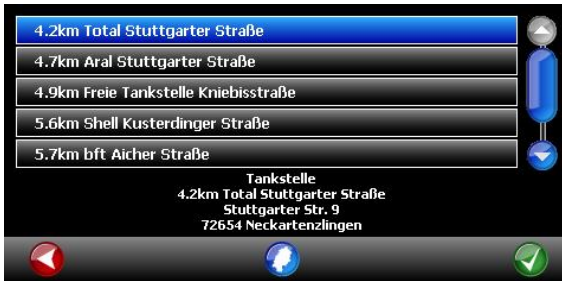 4.2km Total Stuttgarter Straße
4.7km Aral Stuttgarter Straße
4.9km Freie Tankstelle Kniebisstraße
5.6km Shell Kusterdinger Straße
5.7km bft Aicher Straße
Tankstelle
4.2km Total Stuttgarter Straße
Stuttgarter Str. 9
72654 Neckartenzlingen